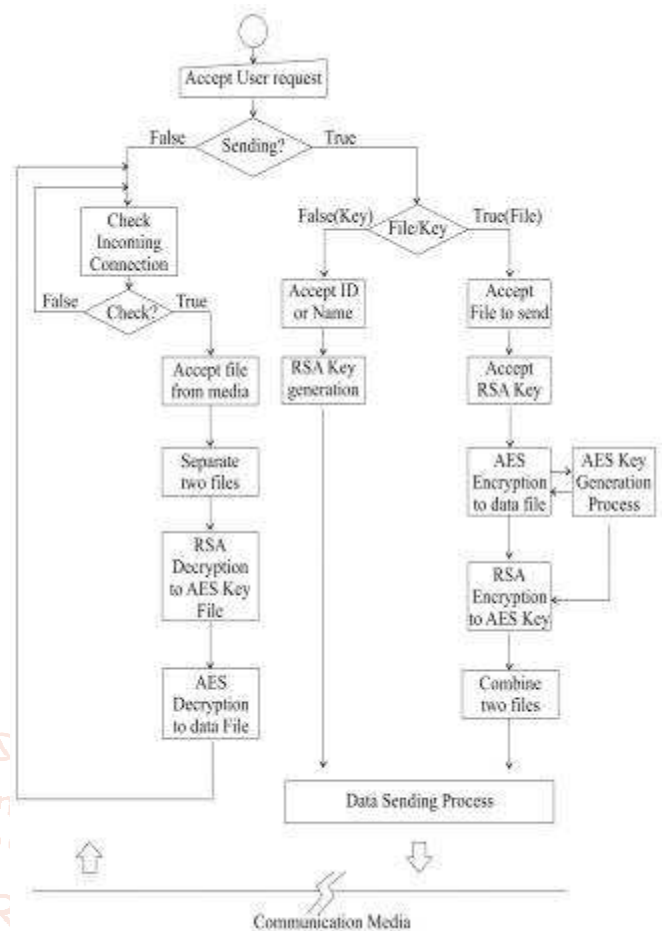 Accept User request
False
Sending?
True
Check
Incoming
Connection
False
Check?
True
Accept file
from media
Separate
two files
RSA
Decryption
to AES Key
File
AES
Decryption
to data File
False(Key)
File/Key
True(File)
Accept ID
or Name
RSA Key
generation
Accept
File to send
Accept
RSA Key
AES
Encryption
to data file
AES Key
Generation
Process
RSA
Encryption
to AES Key
Combine
two files
Data Sending Process
Communication Media